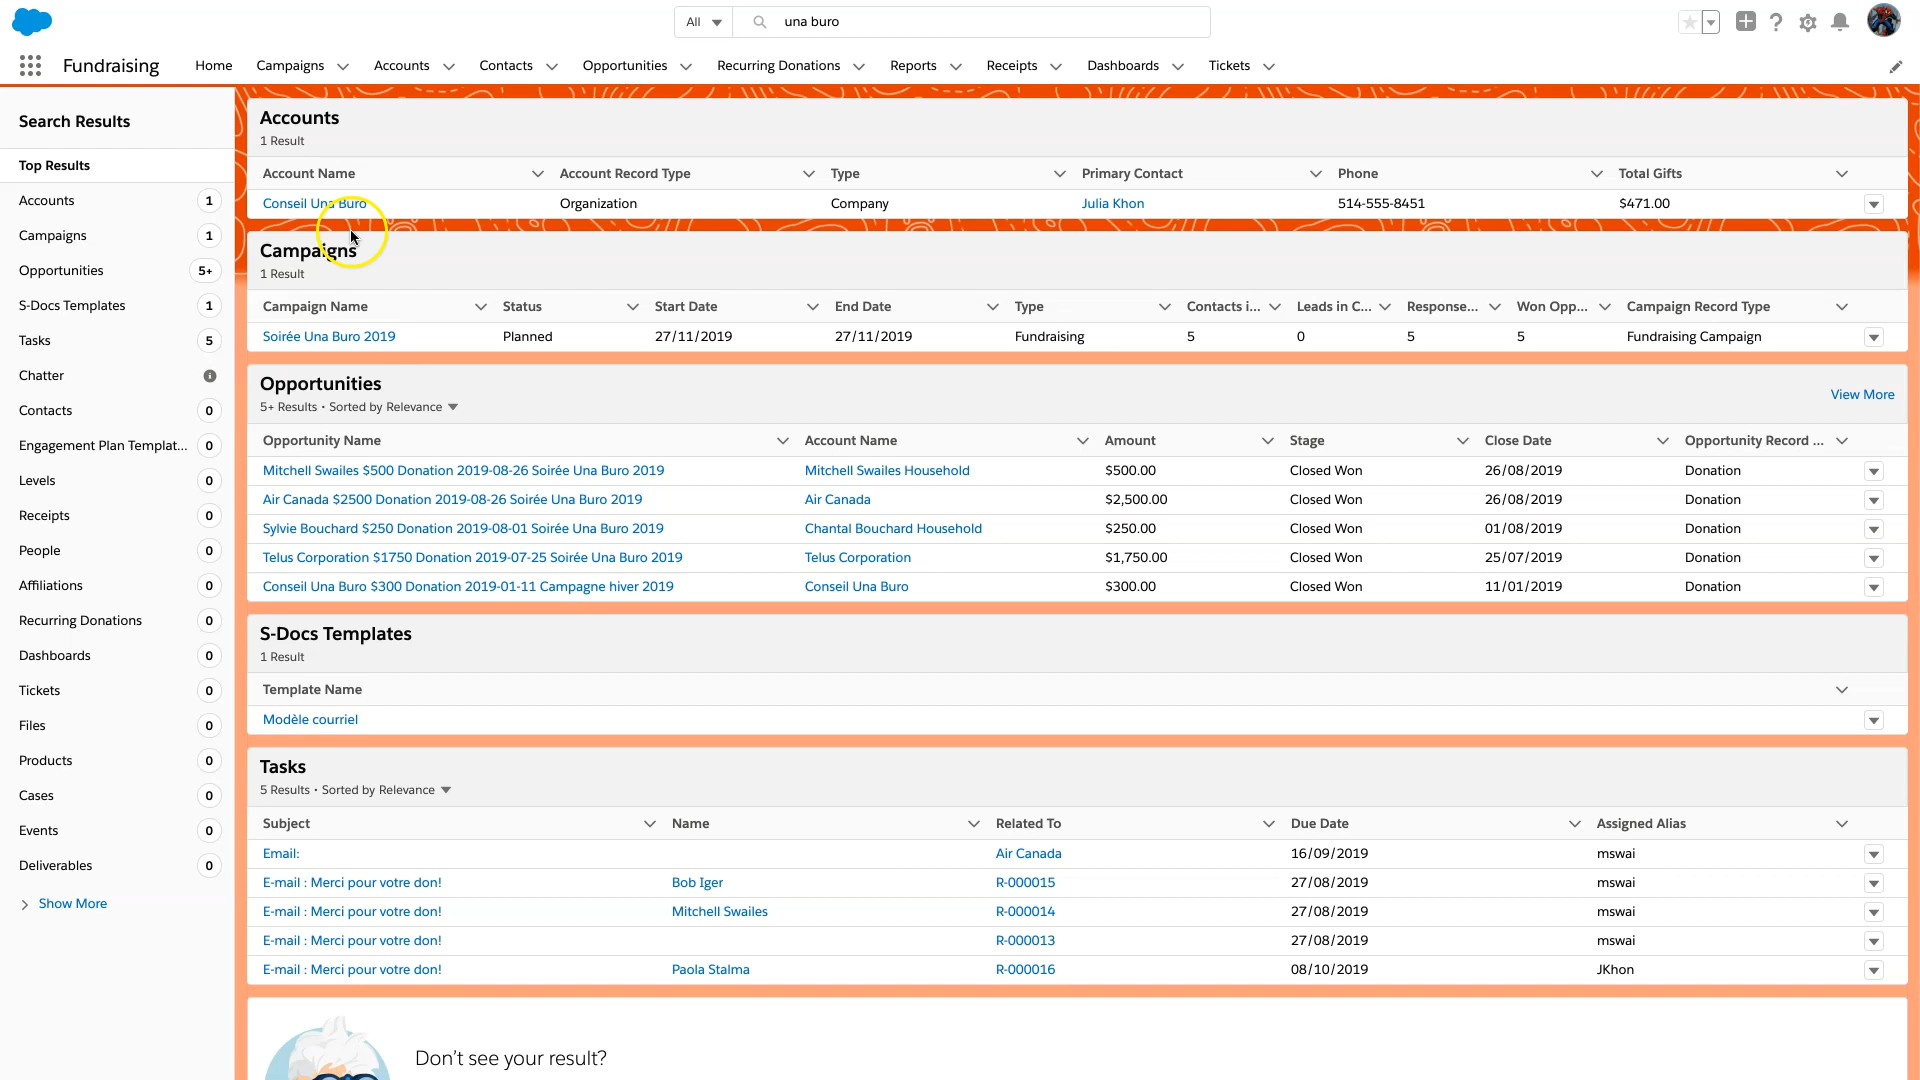 All una buro
Fundraising Home Campaigns Accounts Contacts Opportunities Recurring Donations Reports Receipts Dashboards Tickets
Search Results
Top Results
Accounts 1
Campaigns 1
Opportunities 5+
S-Docs Templates 1
Tasks 5
Chatter
Contacts 0
Engagement Plan Templat... 0
Levels 0
Receipts 0
People 0
Affiliations 0
Recurring Donations 0
Dashboards 0
Tickets 0
Files 0
Products 0
Cases 0
Events 0
Deliverables 0
Show More
Accounts
1 Result
Account Name Account Record Type Type Primary Contact Phone Total Gifts
Conseil Una Buro Organization Company Julia Khon 514-555-8451 $471.00
Campaigns
1 Result
Campaign Name Status Start Date End Date Type Contacts i... Leads in C... Response... Won Opp... Campaign Record Type
Soirée Una Buro 2019 Planned 27/11/2019 27/11/2019 Fundraising 5 0 5 5 Fundraising Campaign
Opportunities
5+ Results • Sorted by Relevance
View More
Opportunity Name Account Name Amount Stage Close Date Opportunity Record ...
Mitchell Swailes $500 Donation 2019-08-26 Soirée Una Buro 2019 Mitchell Swailes Household $500.00 Closed Won 26/08/2019 Donation
Air Canada $2500 Donation 2019-08-26 Soirée Una Buro 2019 Air Canada $2,500.00 Closed Won 26/08/2019 Donation
Sylvie Bouchard $250 Donation 2019-08-01 Soirée Una Buro 2019 Chantal Bouchard Household $250.00 Closed Won 01/08/2019 Donation
Telus Corporation $1750 Donation 2019-07-25 Soirée Una Buro 2019 Telus Corporation $1,750.00 Closed Won 25/07/2019 Donation
Conseil Una Buro $300 Donation 2019-01-11 Campagne hiver 2019 Conseil Una Buro $300.00 Closed Won 11/01/2019 Donation
S-Docs Templates
1 Result
Template Name
Modèle courriel
Tasks
5 Results • Sorted by Relevance
Subject Name Related To Due Date Assigned Alias
Email: Air Canada 16/09/2019 mswai
E-mail : Merci pour votre don! Bob Iger R-000015 27/08/2019 mswai
E-mail : Merci pour votre don! Mitchell Swailes R-000014 27/08/2019 mswai
E-mail : Merci pour votre don! R-000013 27/08/2019 mswai
E-mail : Merci pour votre don! Paola Stalma R-000016 08/10/2019 JKhon
Don't see your result?